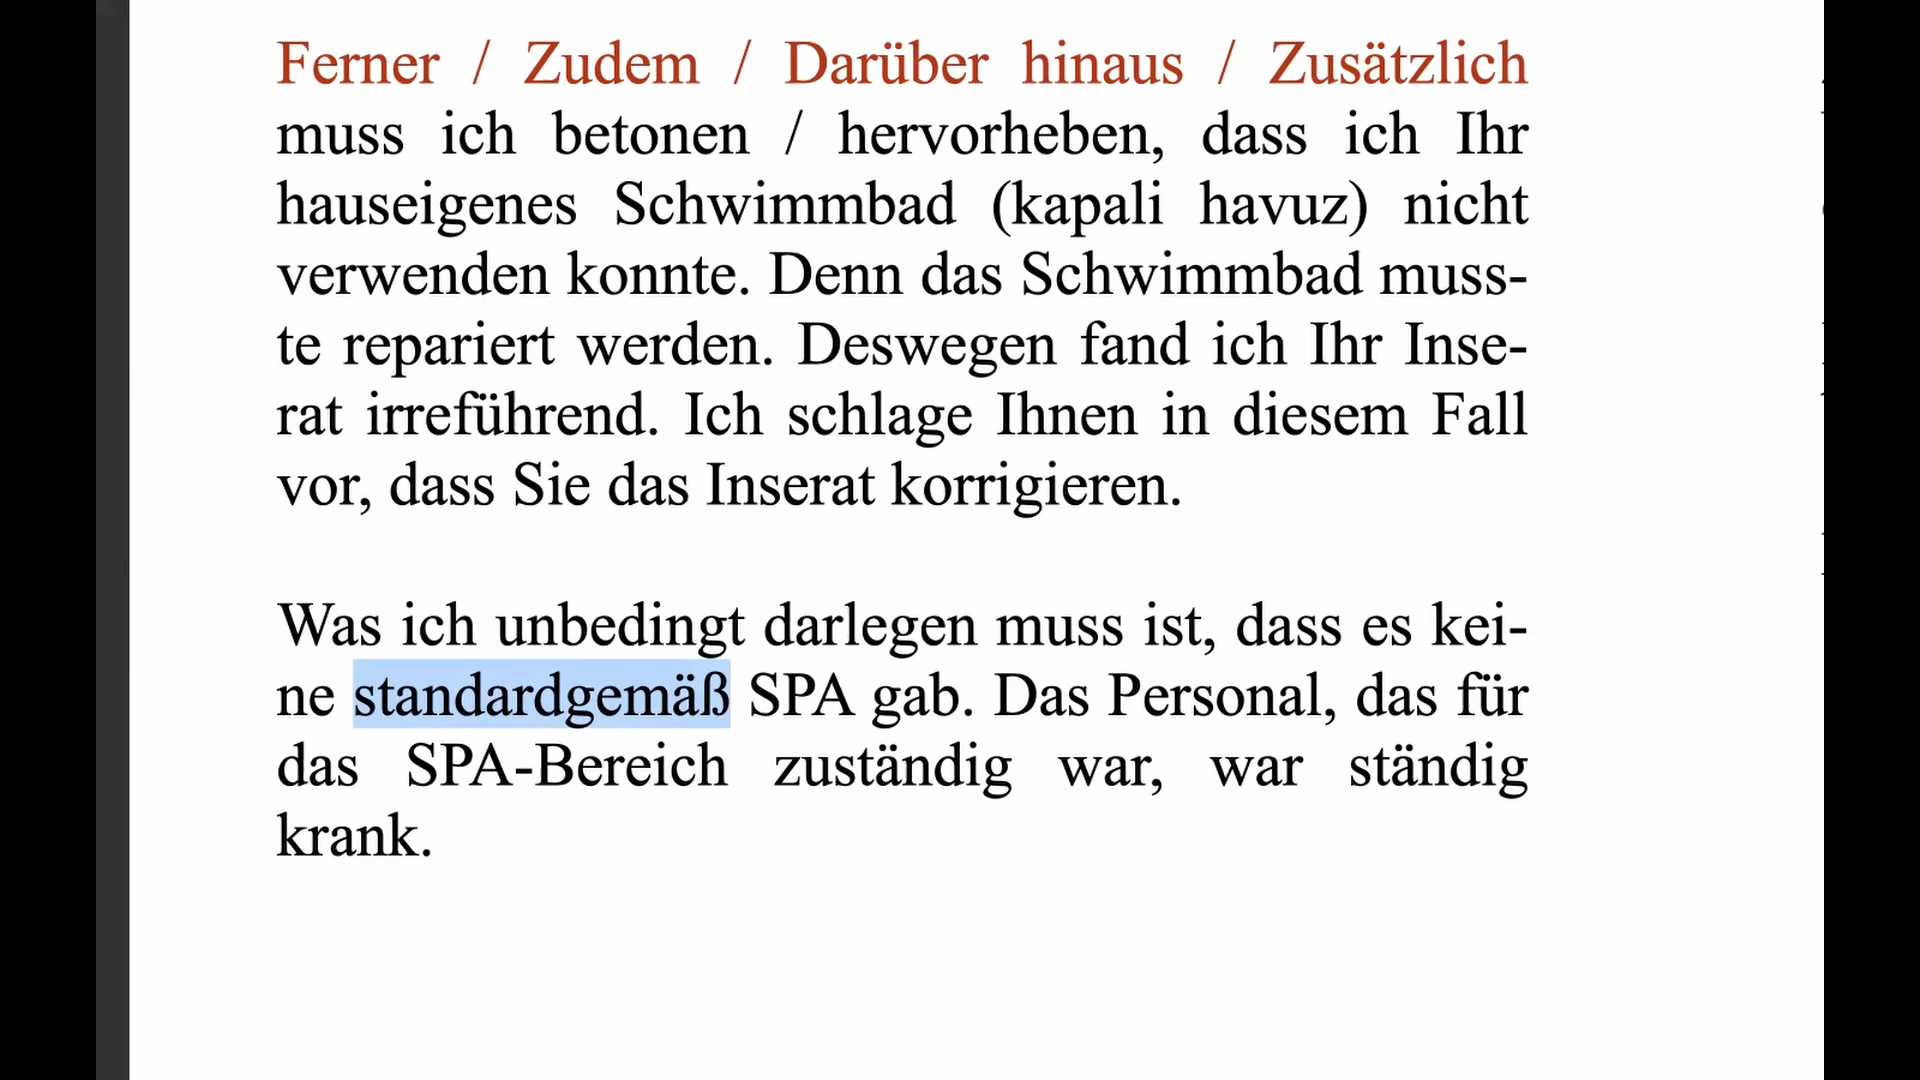 Ferner / Zudem / Darüber hinaus / Zusätzlich
muss ich betonen / hervorheben, dass ich Ihr
hauseigenes Schwimmbad (kapali havuz) nicht
verwenden konnte. Denn das Schwimmbad muss-
te repariert werden. Deswegen fand ich Ihr Inse-
rat irreführend. Ich schlage Ihnen in diesem Fall
vor, dass Sie das Inserat korrigieren.
Was ich unbedingt darlegen muss ist, dass es kei-
ne standardgemäß SPA gab. Das Personal, das für
das SPA-Bereich zuständig war, war ständig
krank.